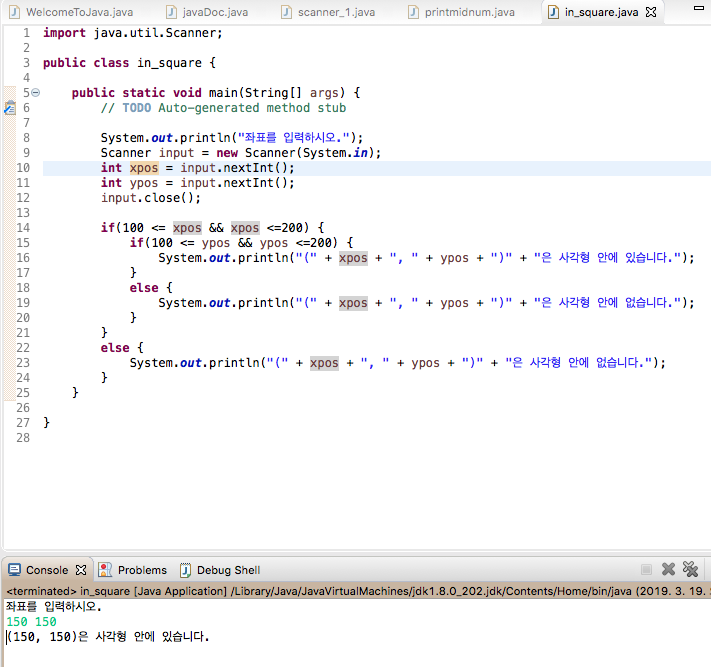 WelcomeToJava.java javaDoc.java scanner_1.java printmidnum.java in_square.java
1 import java.util.Scanner;
2
3 public class in_square {
4
5 public static void main(String[] args) {
6 // TODO Auto-generated method stub
7
8 System.out.println("좌표를 입력하시오.");
9 Scanner input = new Scanner(System.in);
10 int xpos = input.nextInt();
11 int ypos = input.nextInt();
12 input.close();
13
14 if(100 <= xpos && xpos <=200) {
15 if(100 <= ypos && ypos <=200) {
16 System.out.println("(" + xpos + ", " + ypos + ")" + "은 사각형 안에 있습니다.");
17 }
18 else {
19 System.out.println("(" + xpos + ", " + ypos + ")" + "은 사각형 안에 없습니다.");
20 }
21 }
22 else {
23 System.out.println("(" + xpos + ", " + ypos + ")" + "은 사각형 안에 없습니다.");
24 }
25 }
26
27 }
28
Console Problems Debug Shell
<terminated> in_square [Java Application] /Library/Java/JavaVirtualMachines/jdk1.8.0_202.jdk/Contents/Home/bin/java (2019. 3. 19.
좌표를 입력하시오.
150 150
(150, 150)은 사각형 안에 있습니다.